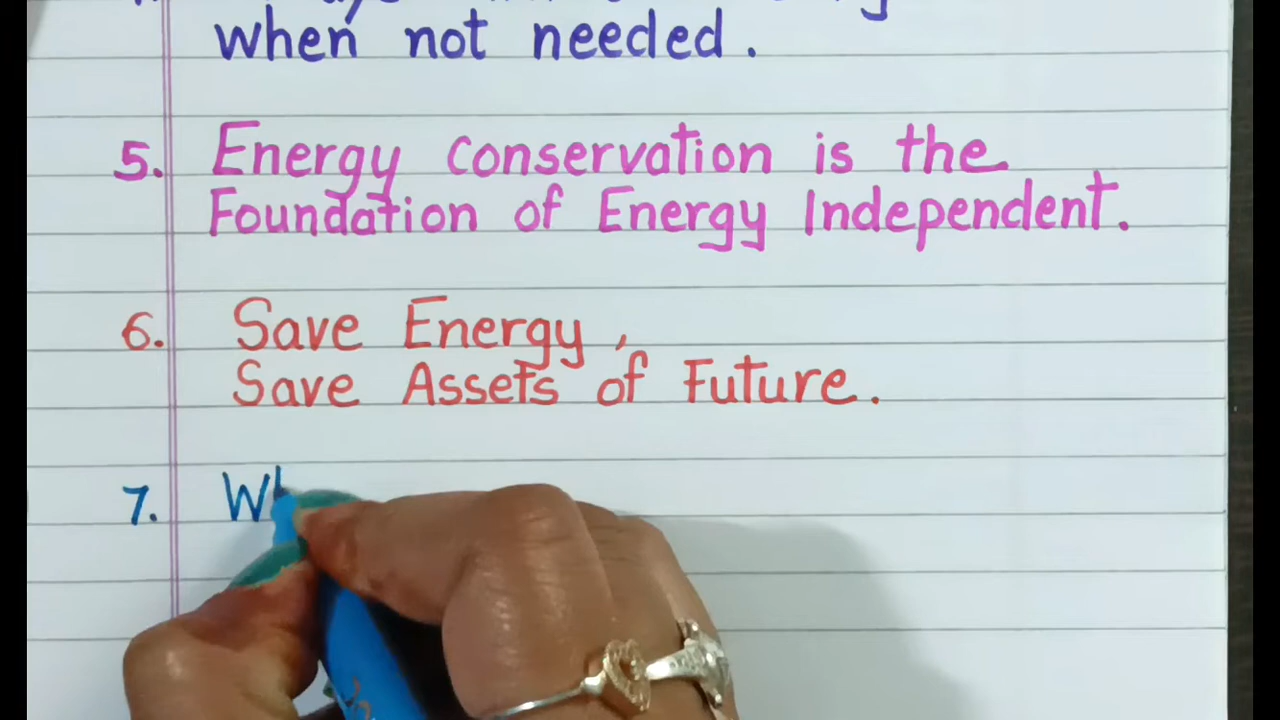 when not needed.
5. Energy conservation is the
Foundation of Energy Independent.
6. Save Energy,
Save Assets of Future.
7. Wh